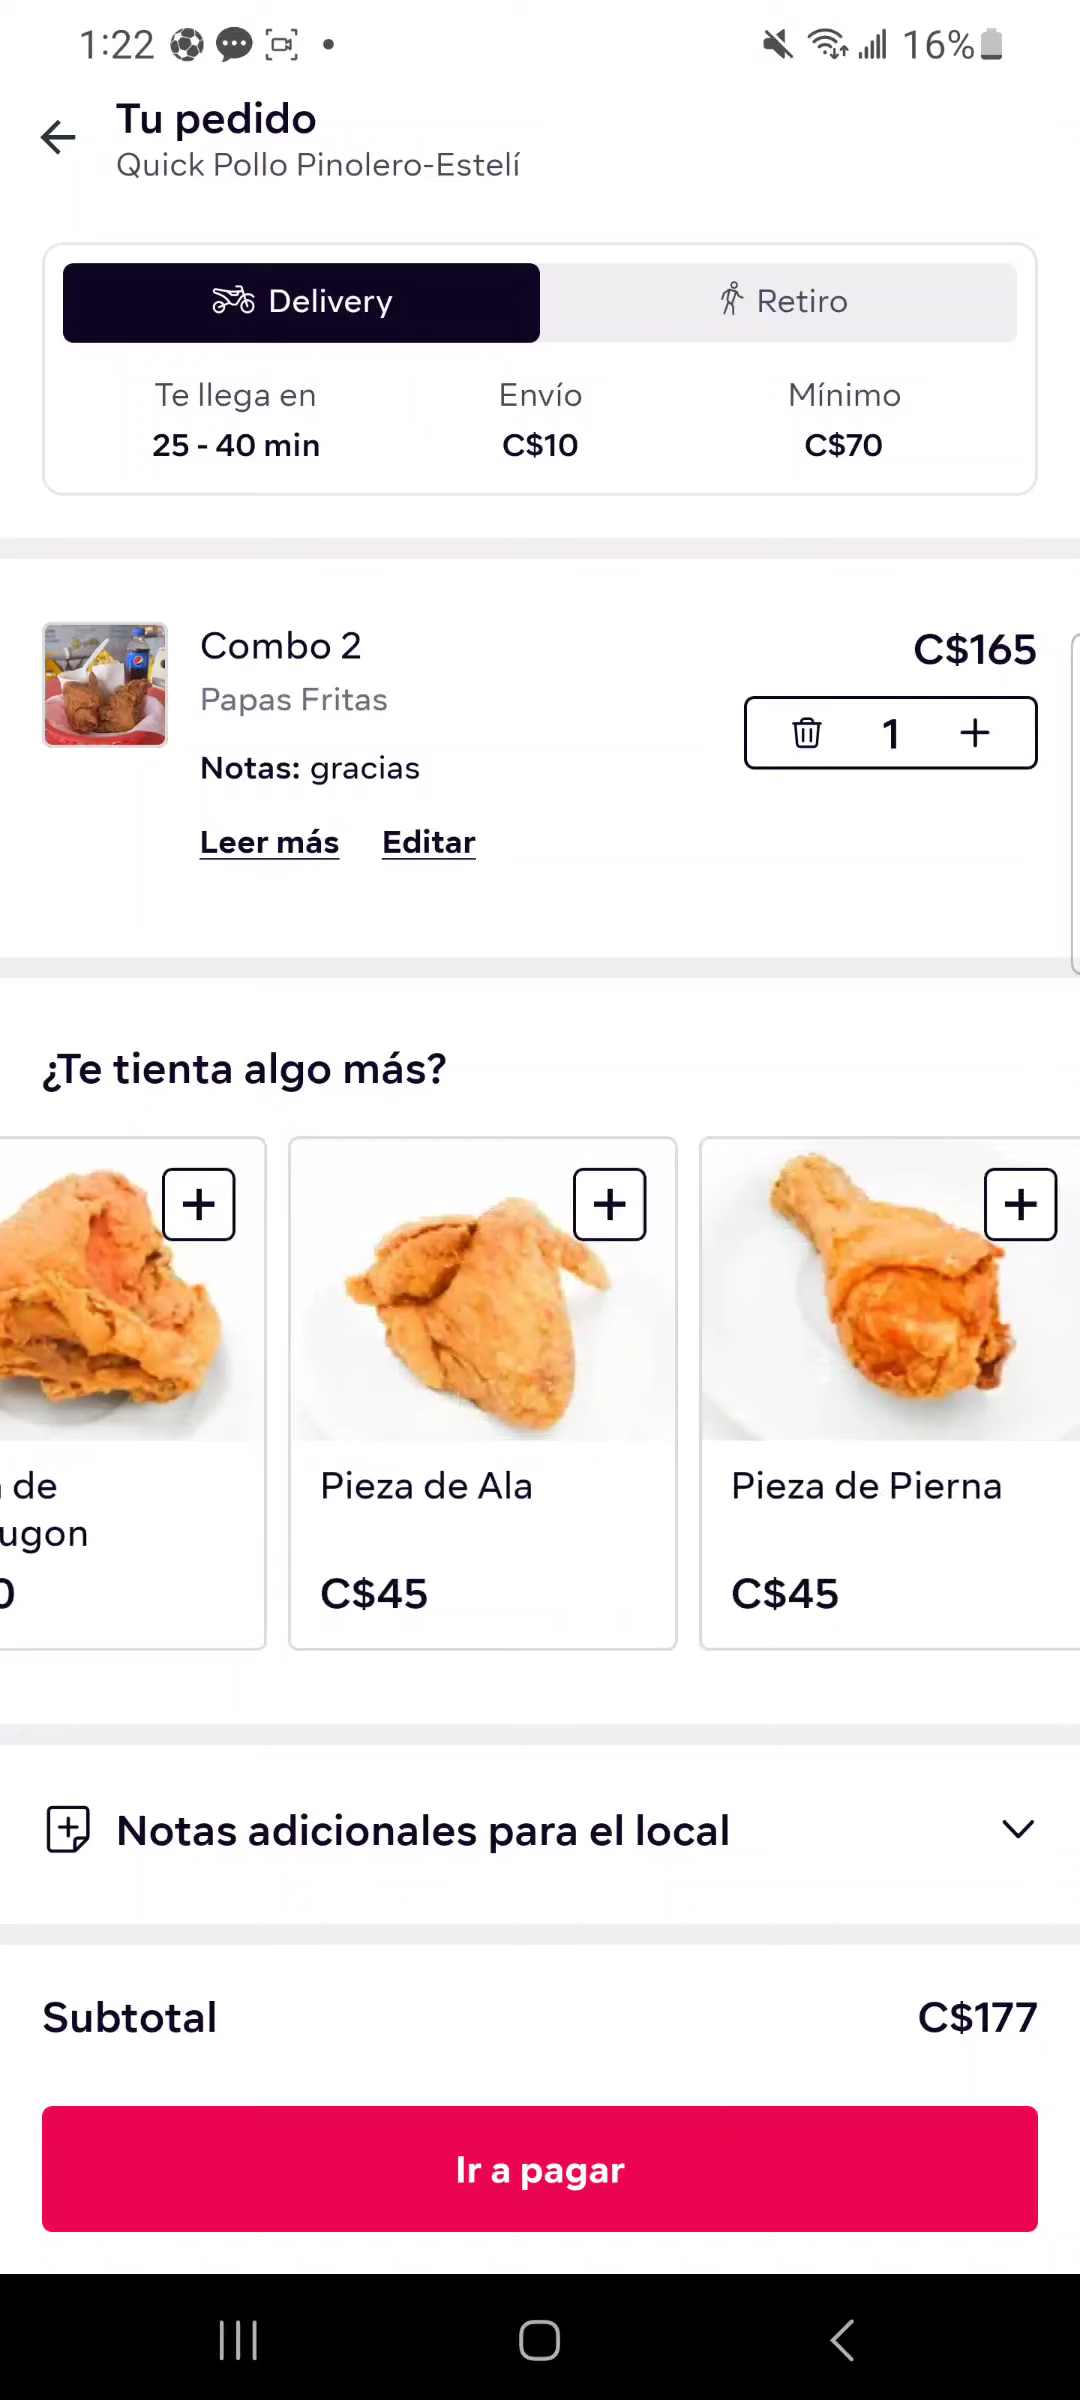 1:22
16%
Tu pedido
Quick Pollo Pinolero-Estelí
Delivery
Retiro
Te llega en
Envío
Mínimo
25 - 40 min
C$10
C$70
Combo 2
C$165
Papas Fritas
1
Notas: gracias
Leer más
Editar
¿Te tienta algo más?
de
ugon
0
Pieza de Ala
C$45
Pieza de Pierna
C$45
Notas adicionales para el local
Subtotal
C$177
Ir a pagar